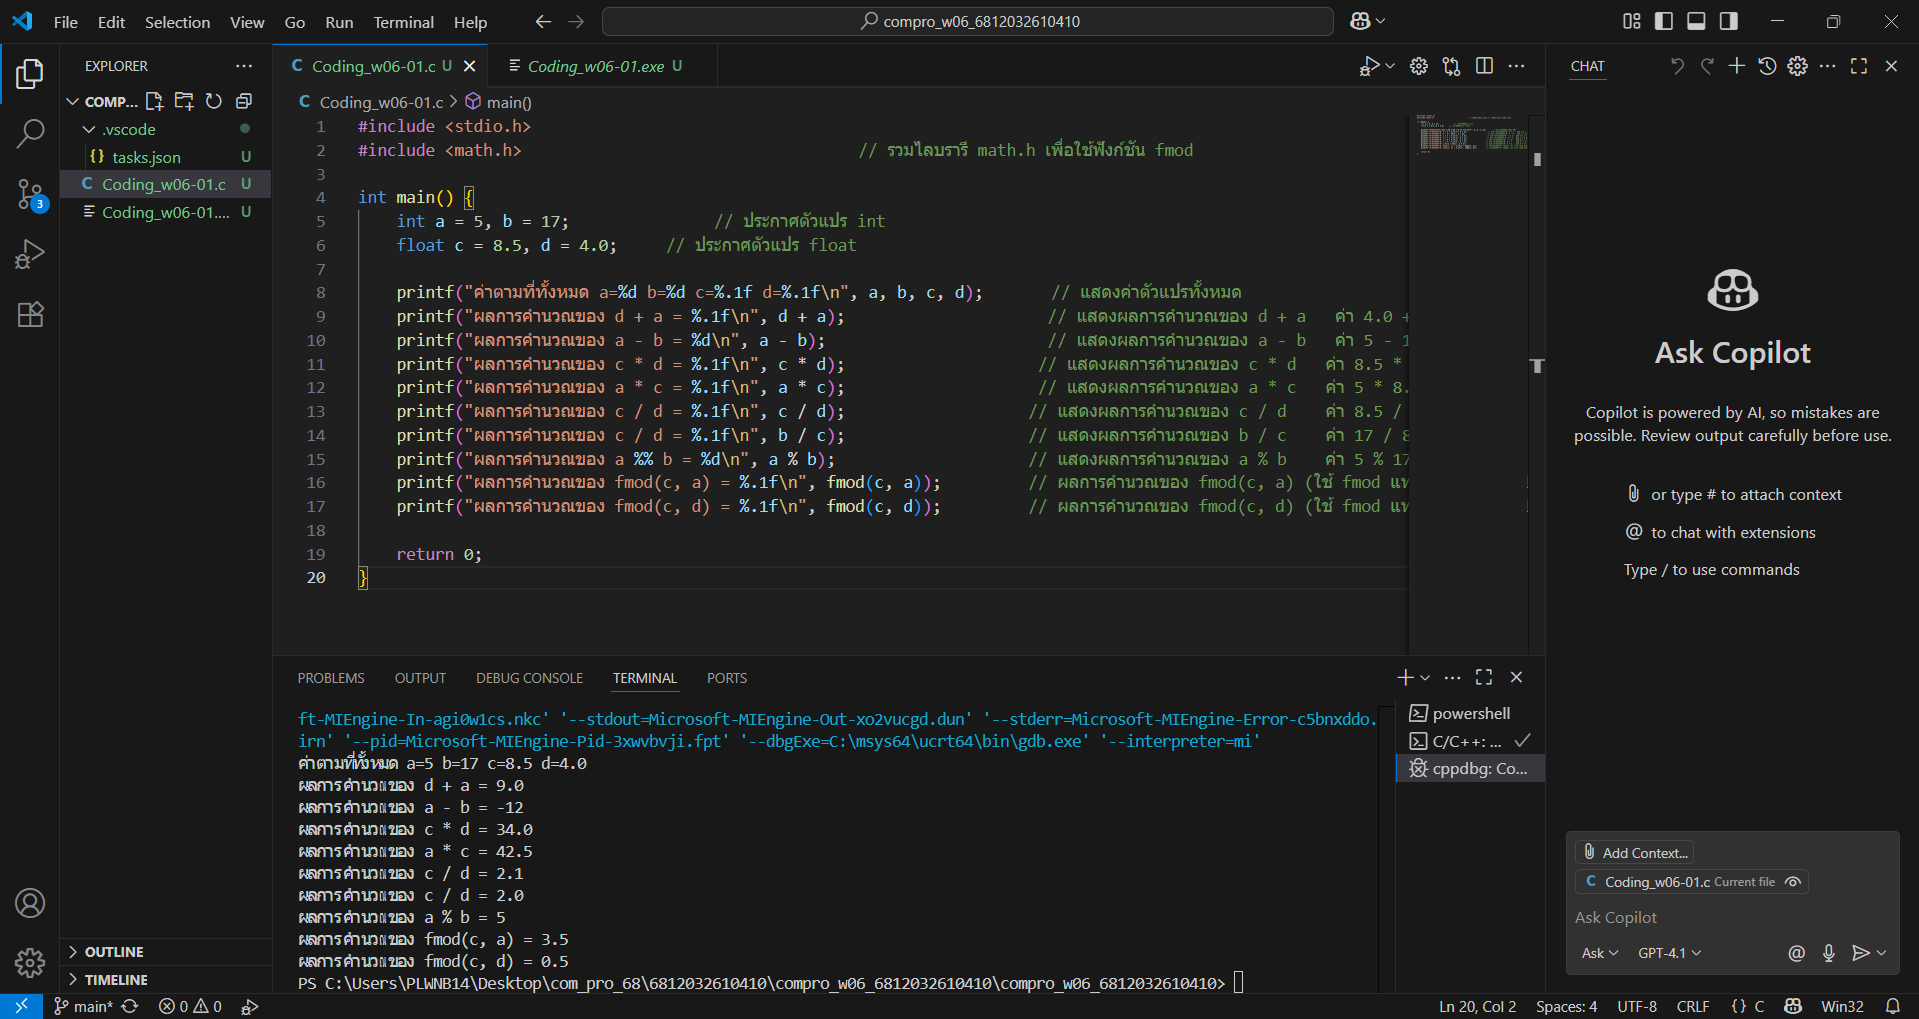 File Edit Selection View Go Run Terminal Help
compro_w06_6812032610410
EXPLORER
COMP...
.vscode
tasks.json U
Coding_w06-01.c U
Coding_w06-01.... U
3
OUTLINE
TIMELINE
C Coding_w06-01.c U
Coding_w06-01.exe U
C Coding_w06-01.c > main()
1 #include <stdio.h>
2 #include <math.h> // รวมไลบรารี math.h เพื่อใช้ฟังก์ชัน fmod
3
4 int main() {
5 int a = 5, b = 17; // ประกาศตัวแปร int
6 float c = 8.5, d = 4.0; // ประกาศตัวแปร float
7
8 printf("ค่าตามที่ทั้งหมด a=%d b=%d c=%.1f d=%.1f\n", a, b, c, d); // แสดงค่าตัวแปรทั้งหมด
9 printf("ผลการคำนวณของ d + a = %.1f\n", d + a); // แสดงผลการคำนวณของ d + a ค่า 4.0 +
10 printf("ผลการคำนวณของ a - b = %d\n", a - b); // แสดงผลการคำนวณของ a - b ค่า 5 - 1
11 printf("ผลการคำนวณของ c * d = %.1f\n", c * d); // แสดงผลการคำนวณของ c * d ค่า 8.5 *
12 printf("ผลการคำนวณของ a * c = %.1f\n", a * c); // แสดงผลการคำนวณของ a * c ค่า 5 * 8.
13 printf("ผลการคำนวณของ c / d = %.1f\n", c / d); // แสดงผลการคำนวณของ c / d ค่า 8.5 /
14 printf("ผลการคำนวณของ c / d = %.1f\n", b / c); // แสดงผลการคำนวณของ b / c ค่า 17 / 8
15 printf("ผลการคำนวณของ a %% b = %d\n", a % b); // แสดงผลการคำนวณของ a % b ค่า 5 % 17
16 printf("ผลการคำนวณของ fmod(c, a) = %.1f\n", fmod(c, a)); // ผลการคำนวณของ fmod(c, a) (ใช้ fmod แท
17 printf("ผลการคำนวณของ fmod(c, d) = %.1f\n", fmod(c, d)); // ผลการคำนวณของ fmod(c, d) (ใช้ fmod แท
18
19 return 0;
20 }
PROBLEMS OUTPUT DEBUG CONSOLE TERMINAL PORTS
ft-MIEngine-In-agi0w1cs.nkc' '--stdout=Microsoft-MIEngine-Out-xo2vucgd.dun' '--stderr=Microsoft-MIEngine-Error-c5bnxddo.
irn' '--pid=Microsoft-MIEngine-Pid-3xwvbvji.fpt' '--dbgExe=C:\msys64\ucrt64\bin\gdb.exe' '--interpreter=mi'
ค่าตามที่ทั้งหมด a=5 b=17 c=8.5 d=4.0
ผลการคำนวณของ d + a = 9.0
ผลการคำนวณของ a - b = -12
ผลการคำนวณของ c * d = 34.0
ผลการคำนวณของ a * c = 42.5
ผลการคำนวณของ c / d = 2.1
ผลการคำนวณของ c / d = 2.0
ผลการคำนวณของ a % b = 5
ผลการคำนวณของ fmod(c, a) = 3.5
ผลการคำนวณของ fmod(c, d) = 0.5
PS C:\Users\PLWNB14\Desktop\com_pro_68\6812032610410\compro_w06_6812032610410\compro_w06_6812032610410>
powershell
C/C++: ...
cppdbg: Co...
CHAT
Ask Copilot
Copilot is powered by AI, so mistakes are
possible. Review output carefully before use.
or type # to attach context
@ to chat with extensions
Type / to use commands
Add Context...
C Coding_w06-01.c Current file
Ask Copilot
Ask GPT-4.1
main* 0 0
Ln 20, Col 2 Spaces: 4 UTF-8 CRLF {} C Win32